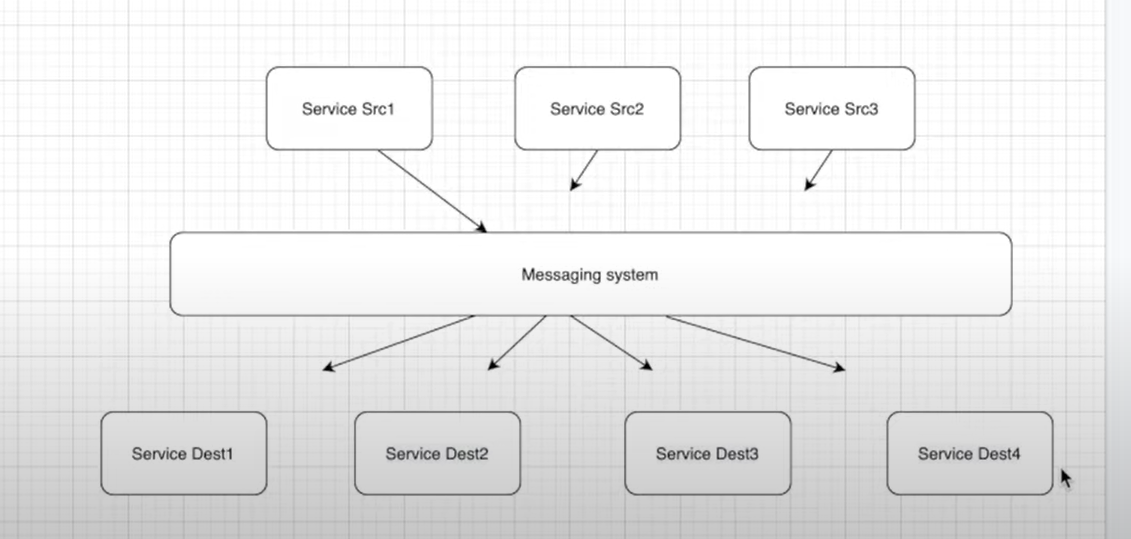 Service Src1
Service Src2
Service Src3
Messaging system
Service Dest1
Service Dest2
Service Dest3
Service Dest4